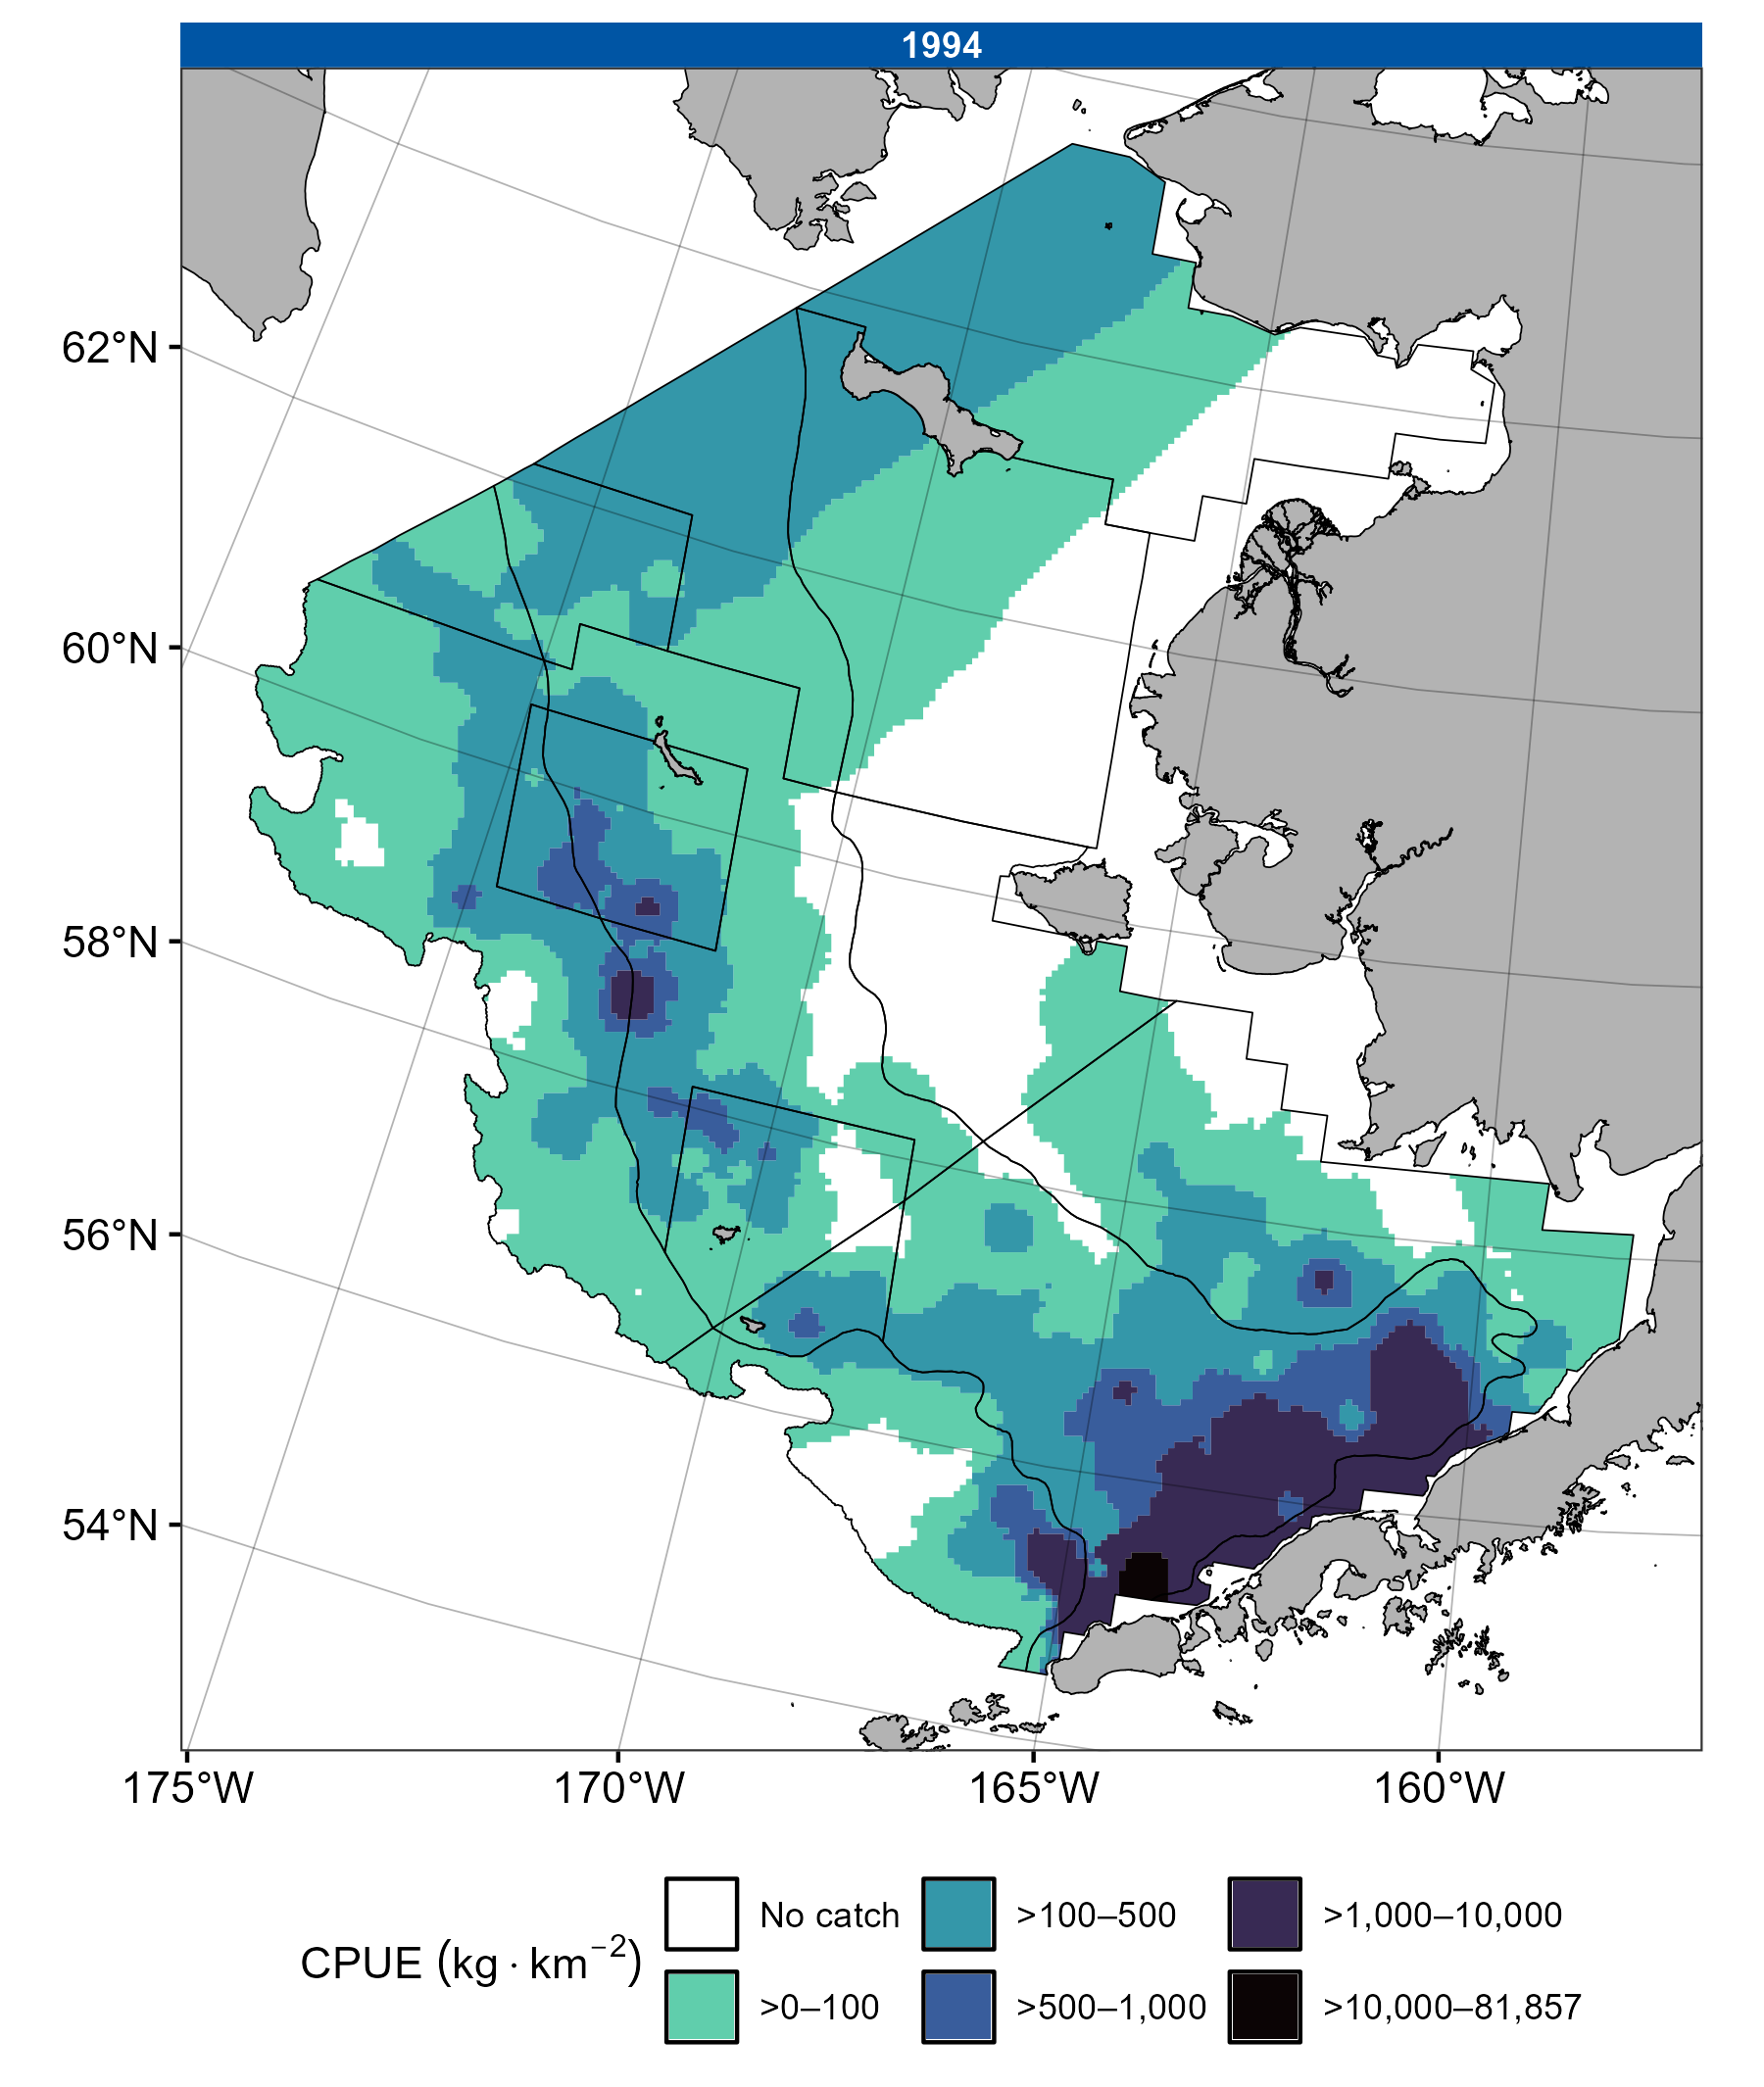 1994
62°N
60°N
58°N
56°N
54°N
175°W 170°W 165°W 160°W
CPUE (kg · km⁻²)
No catch >100–500 >1,000–10,000
>0–100 >500–1,000 >10,000–81,857